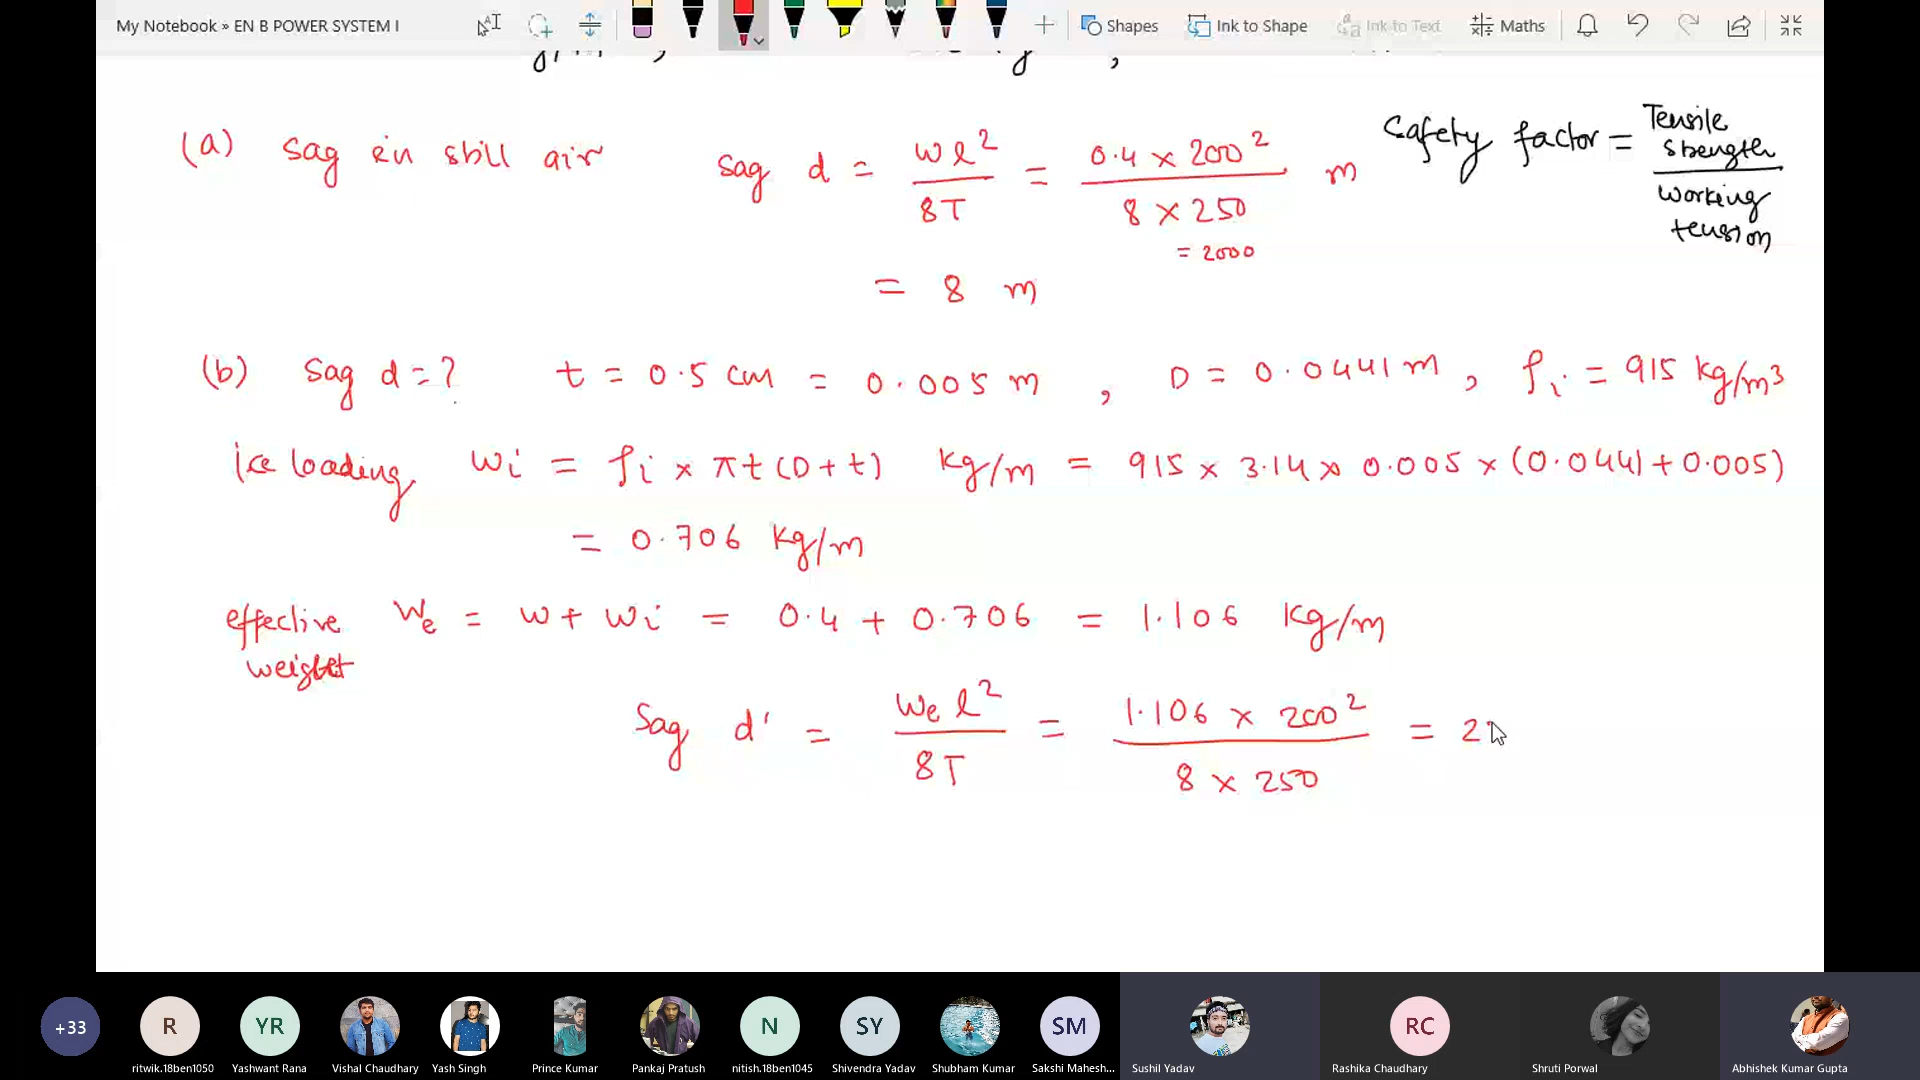 My Notebook » EN B POWER SYSTEM I
Shapes
Ink to Shape
Ink to Text
Maths
(a) Sag in still air
Sag d = wl² / 8T = 0.4 × 200² / 8 × 250 m
= 2000
Safety factor = Tensile strength / working tension
= 8 m
(b) Sag d = ? t = 0.5 cm = 0.005 m , D = 0.0441 m , ρi = 915 kg/m³
ice loading wi = ρi × πt (D + t) kg/m = 915 × 3.14 × 0.005 × (0.0441 + 0.005)
= 0.706 kg/m
effective weight We = w + wi = 0.4 + 0.706 = 1.106 kg/m
Sag d' = We l² / 8T = 1.106 × 200² / 8 × 250 = 2
+33
R
YR
N
SY
SM
RC
ritwik.18ben1050
Yashwant Rana
Vishal Chaudhary
Yash Singh
Prince Kumar
Pankaj Pratush
nitish.18ben1045
Shivendra Yadav
Shubham Kumar
Sakshi Mahesh...
Sushil Yadav
Rashika Chaudhary
Shruti Porwal
Abhishek Kumar Gupta